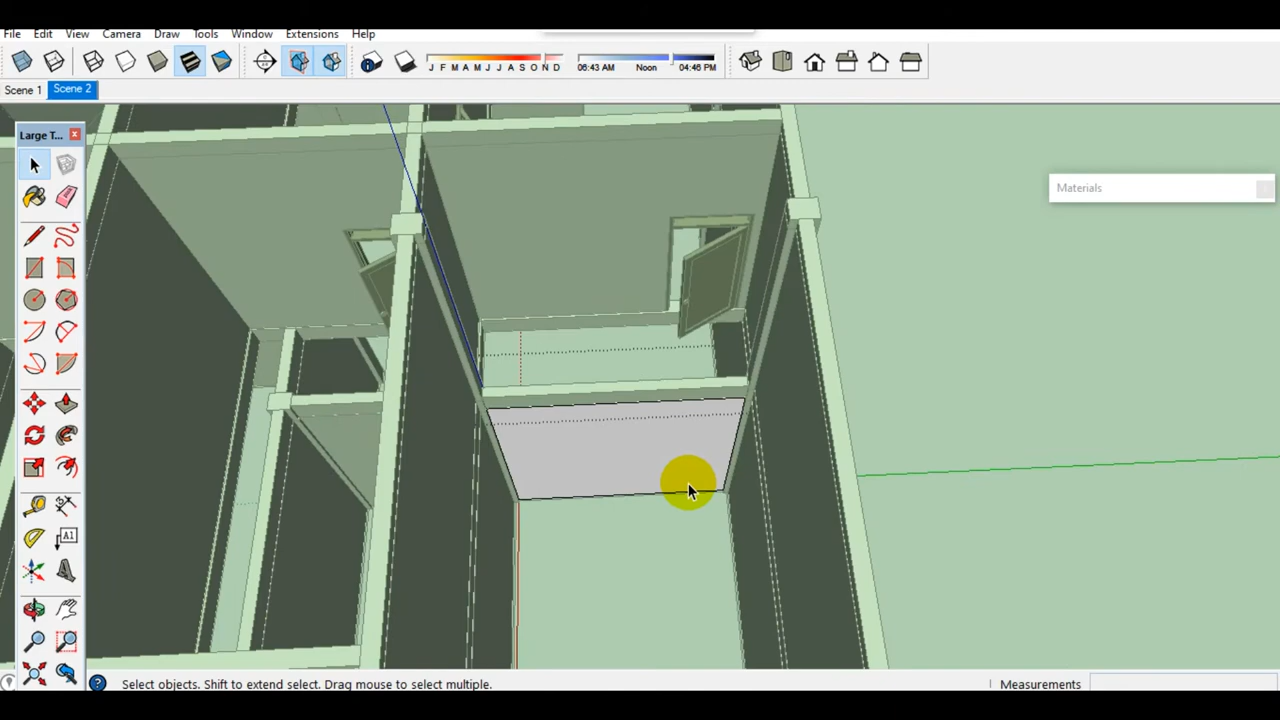 File Edit View Camera Draw Tools Window Extensions Help
J F M A M J J A S O N D 06:43 AM Noon 04:46 PM
Scene 1 Scene 2
Large T...
Materials
A1
Select objects. Shift to extend select. Drag mouse to select multiple. Measurements